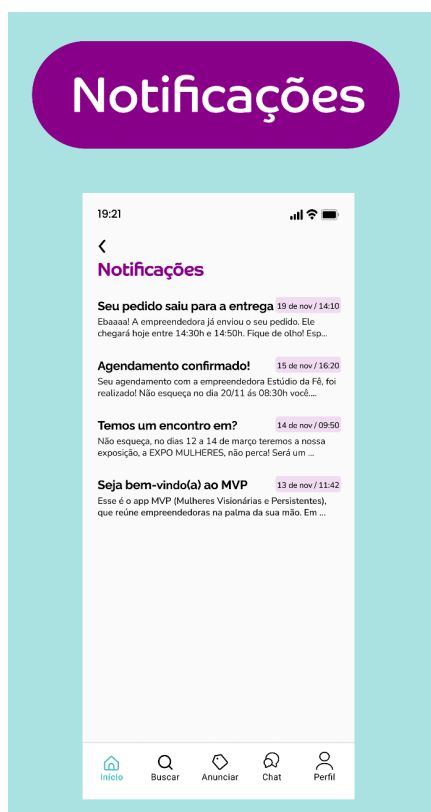 Notificações
19:21
Notificações
Seu pedido saiu para a entrega 19 de nov / 14:10
Ebaaaa! A empreendedora já enviou o seu pedido. Ele
chegará hoje entre 14:30h e 14:50h. Fique de olho! Esp...
Agendamento confirmado! 15 de nov / 16:20
Seu agendamento com a empreendedora Estúdio da Fê, foi
realizado! Não esqueça no dia 20/11 ás 08:30h você....
Temos um encontro em? 14 de nov / 09:50
Não esqueça, no dias 12 a 14 de março teremos a nossa
exposição, a EXPO MULHERES, não perca! Será um ...
Seja bem-vindo(a) ao MVP 13 de nov / 11:42
Esse é o app MVP (Mulheres Visionárias e Persistentes),
que reúne empreendedoras na palma da sua mão. Em ...
Início Buscar Anunciar Chat Perfil